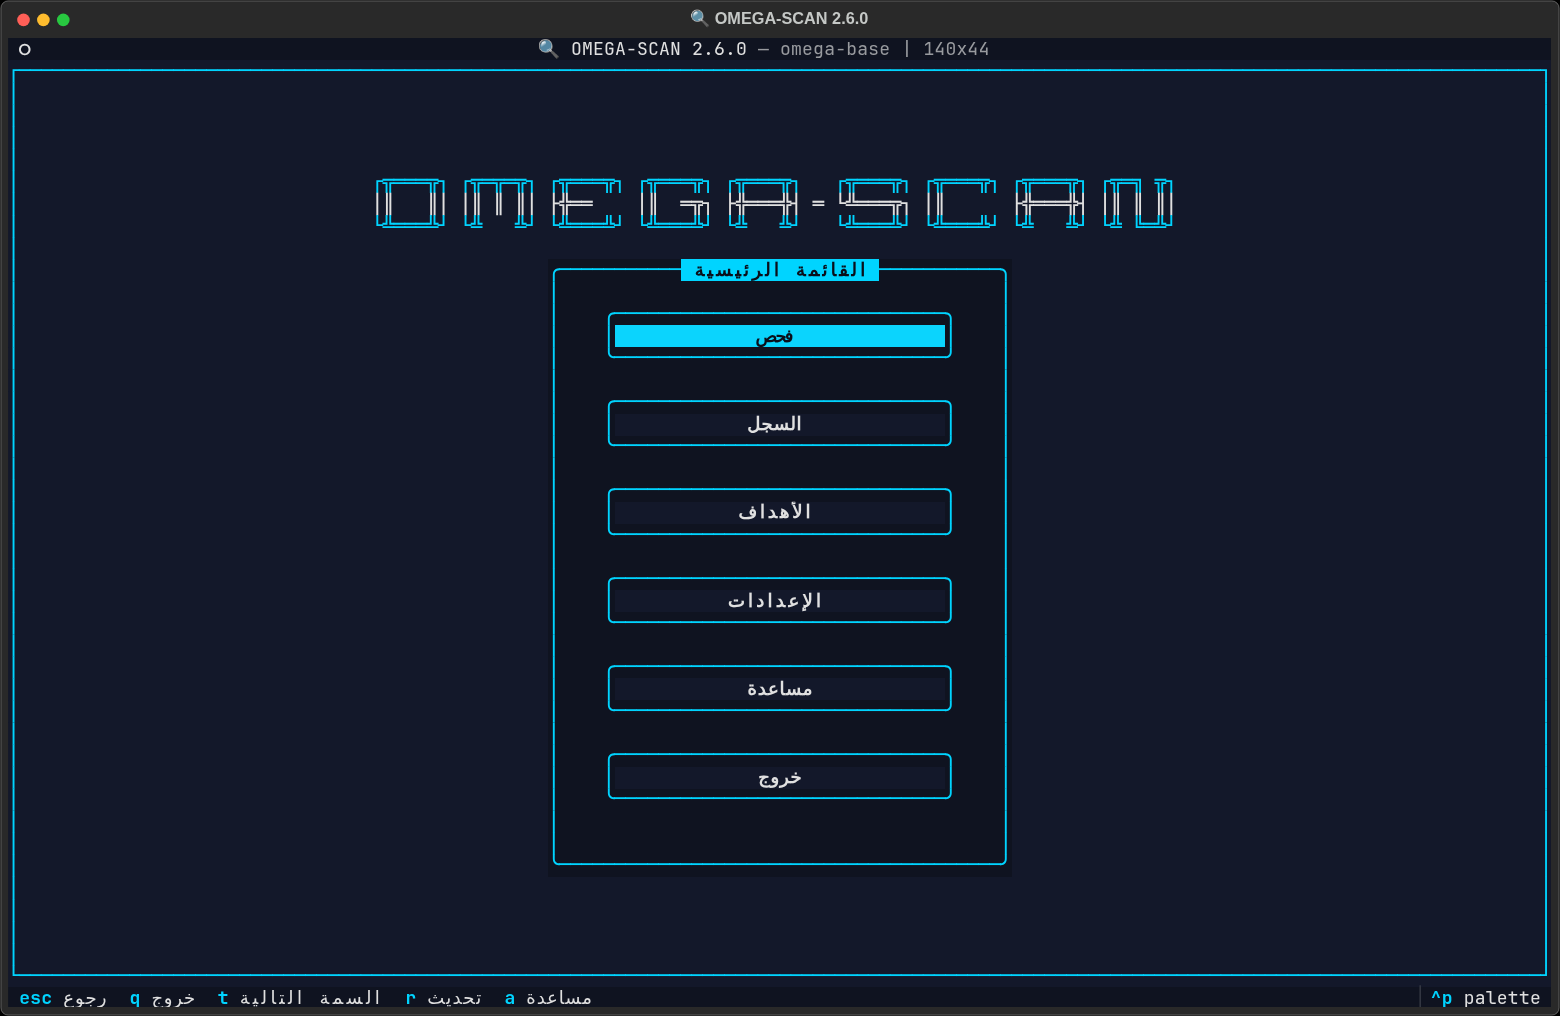 🔍 OMEGA-SCAN 2.6.0
🔍 OMEGA-SCAN 2.6.0 — omega-base | 140x44
OMEGA-SCAN
القائمة الرئيسية
فحص
السجل
الأهداف
الإعدادات
مساعدة
خروج
esc رجوع q خروج t السمة التالية r تحديث a مساعدة ^p palette